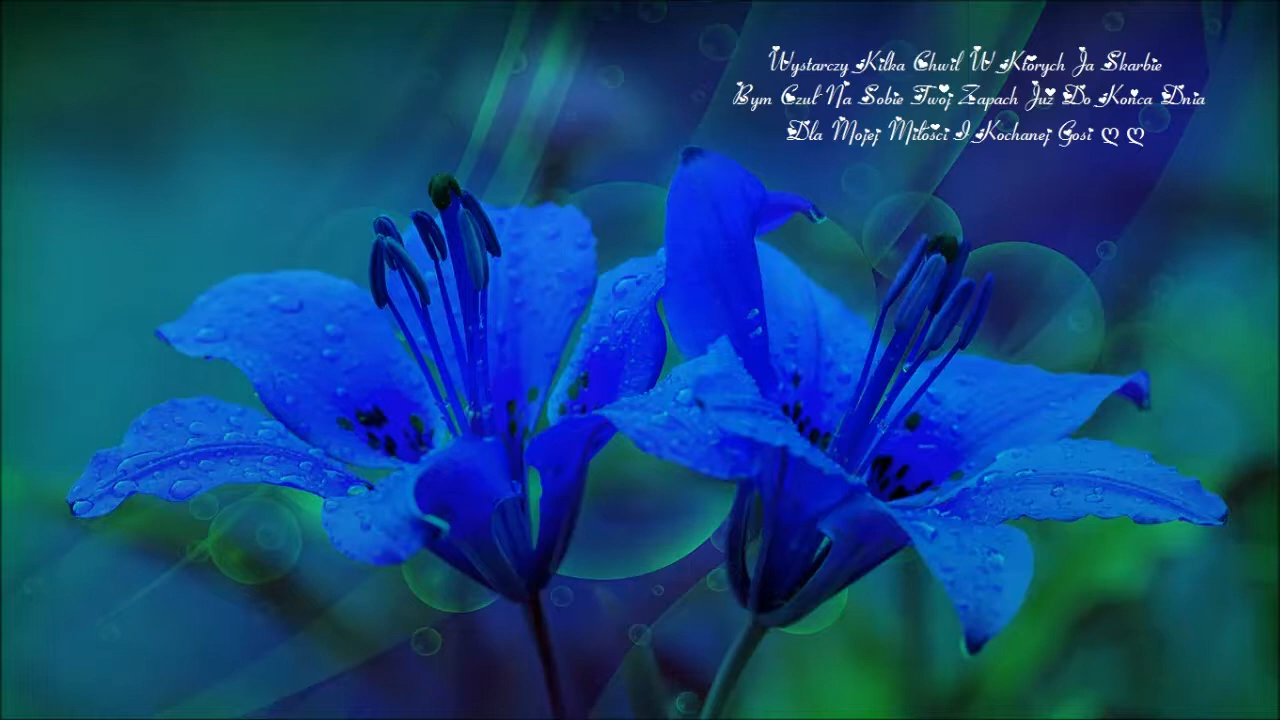 Wystarczy Kilka Chwil W Których Ja Skarbie
Bym Czuł Na Sobie Twój Zapach Już Do Końca Dnia
Dla Mojej Miłości I Kochanej Gosi ღ ღ